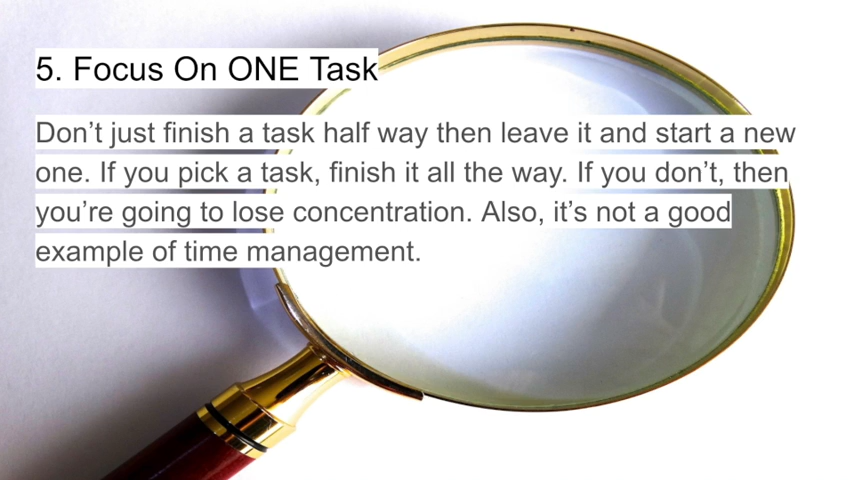 5. Focus On ONE Task
Don’t just finish a task half way then leave it and start a new
one. If you pick a task, finish it all the way. If you don’t, then
you’re going to lose concentration. Also, it’s not a good
example of time management.